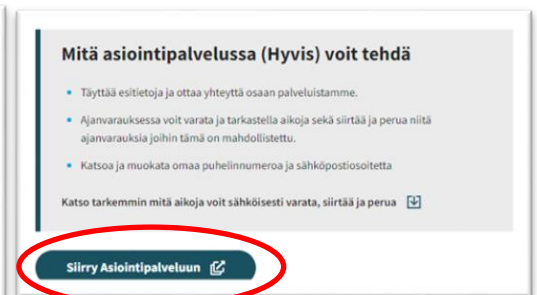 Mitä asiointipalvelussa (Hyvis) voit tehdä
Täyttää esitietoja ja ottaa yhteyttä osaan palveluistamme.
Ajanvarauksessa voit varata ja tarkastella aikoja sekä siirtää ja perua niitä
ajanvarauksia joihin tämä on mahdollistettu.
Katsoa ja muokata omaa puhelinnumeroa ja sähköpostiosoitetta
Katso tarkemmin mitä aikoja voit sähköisesti varata, siirtää ja perua
Siirry Asiointipalveluun